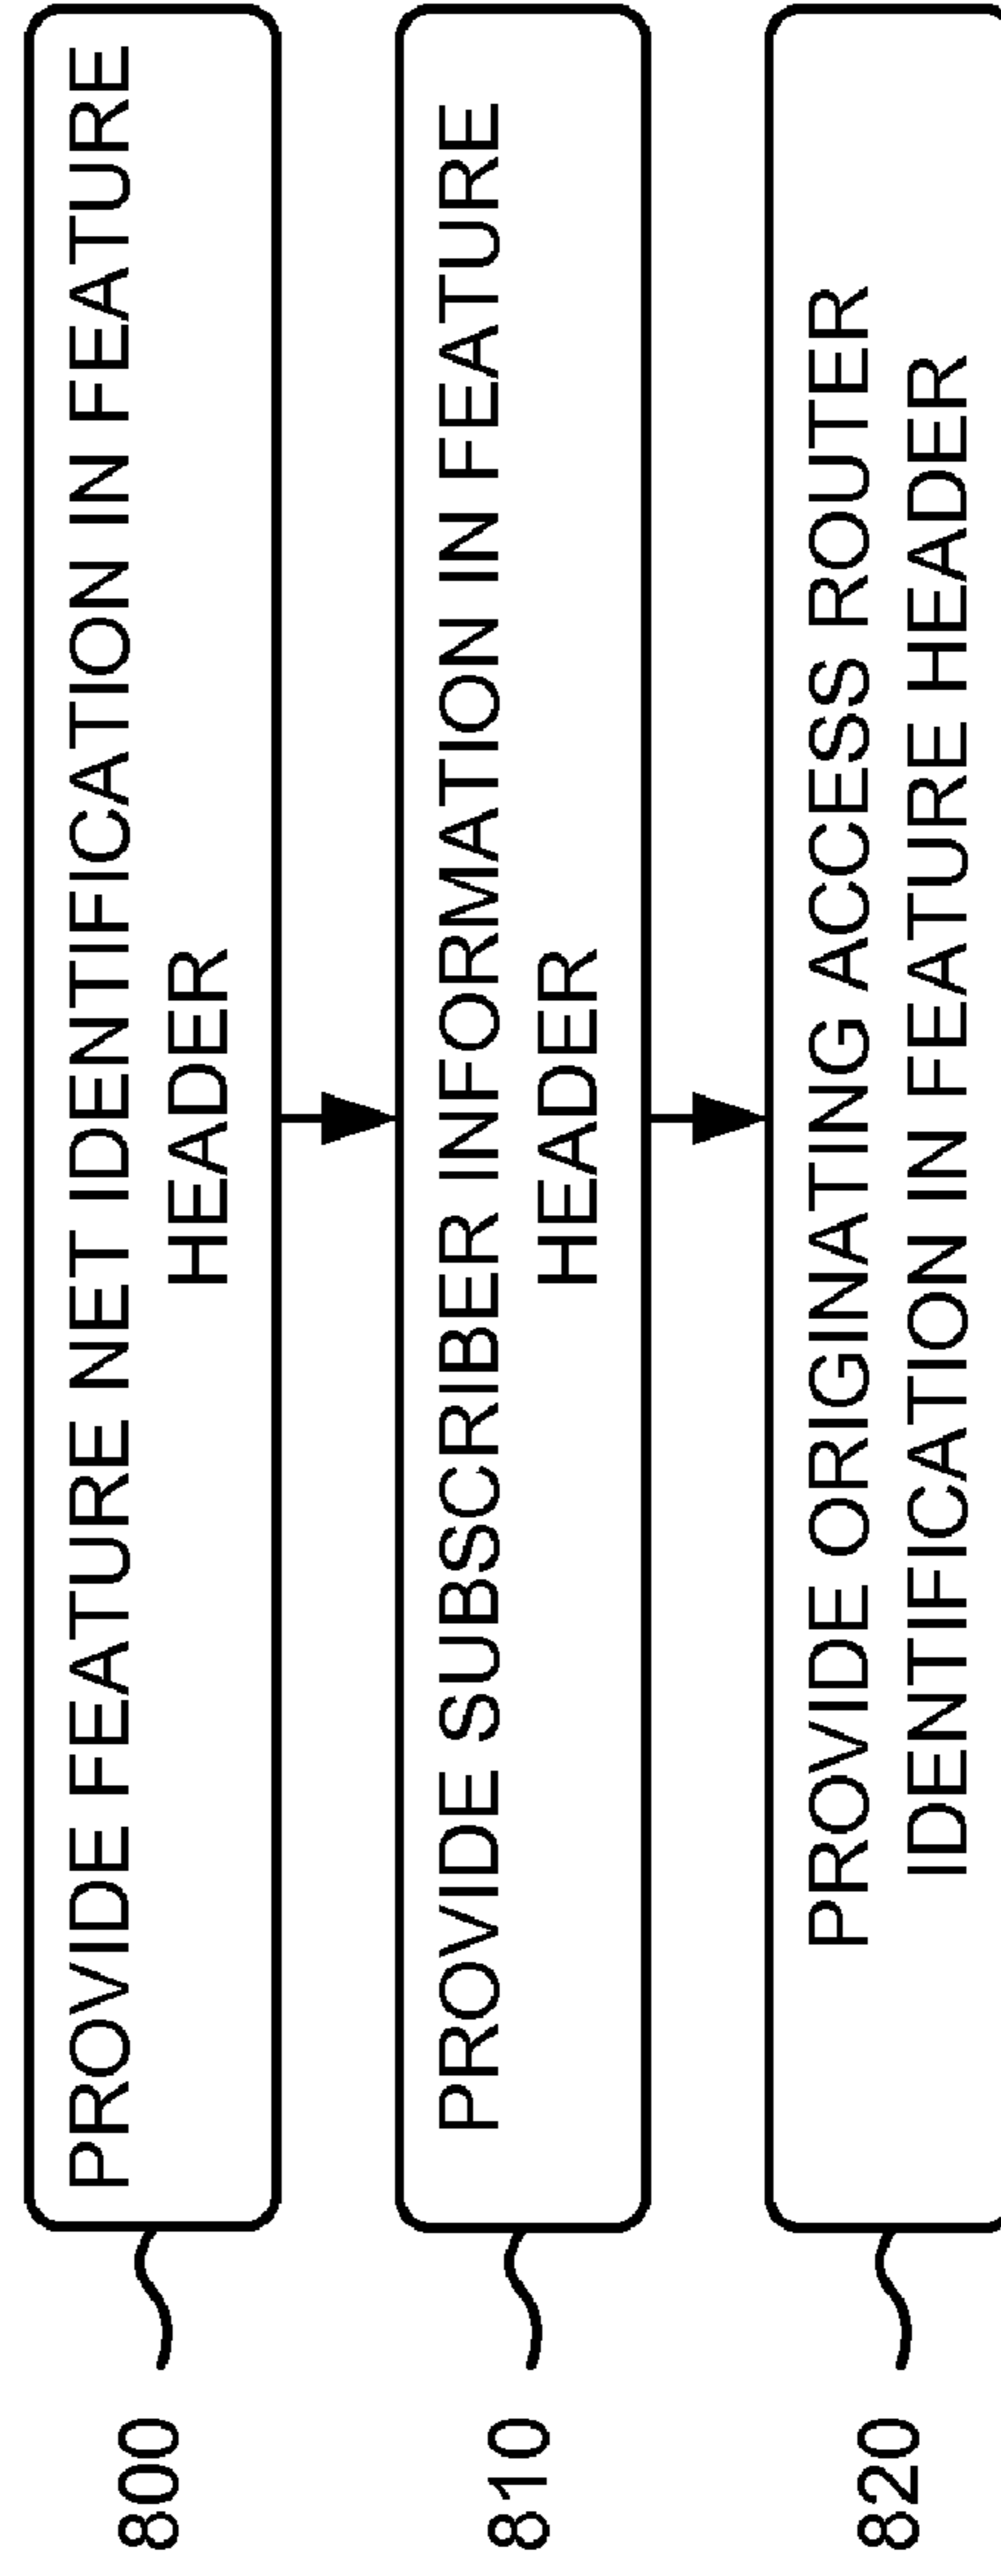 800
PROVIDE FEATURE NET IDENTIFICATION IN FEATURE
HEADER
810
PROVIDE SUBSCRIBER INFORMATION IN FEATURE
HEADER
820
PROVIDE ORIGINATING ACCESS ROUTER
IDENTIFICATION IN FEATURE HEADER